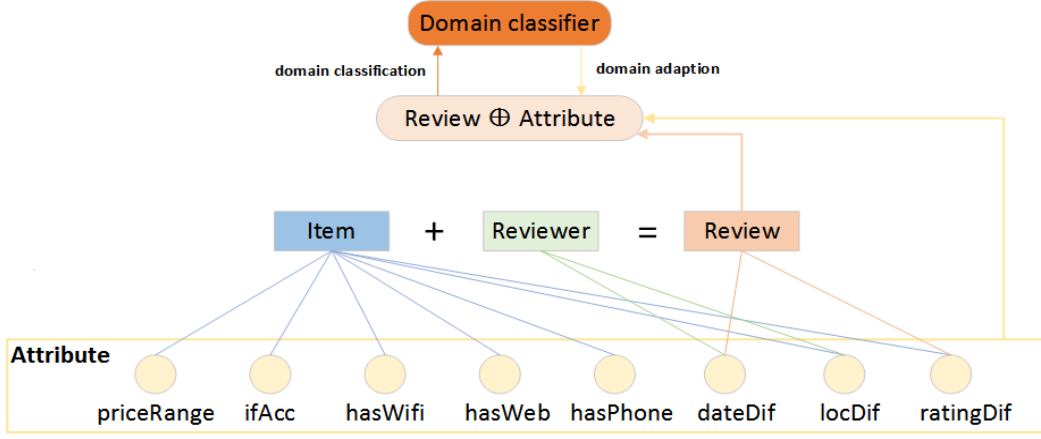 Domain classifier
domain classification
domain adaption
Review ⊕ Attribute
Item + Reviewer = Review
Attribute
priceRange ifAcc hasWifi hasWeb hasPhone dateDif locDif ratingDif